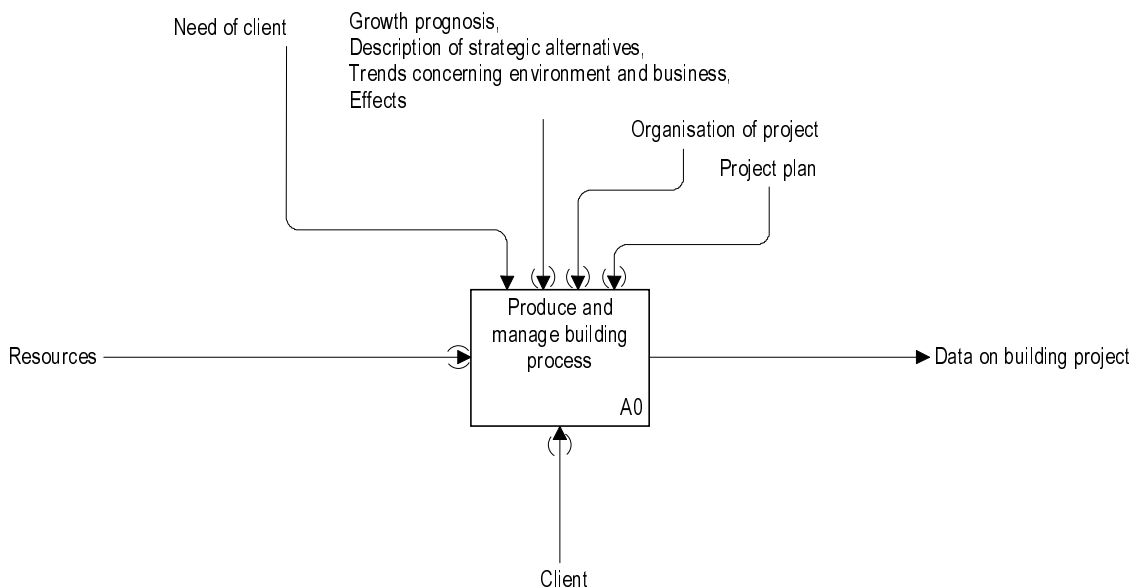 Need of client
Growth prognosis,
Description of strategic alternatives,
Trends concerning environment and business,
Effects
Organisation of project
Project plan
Produce and
manage building
process
A0
Resources
Data on building project
Client